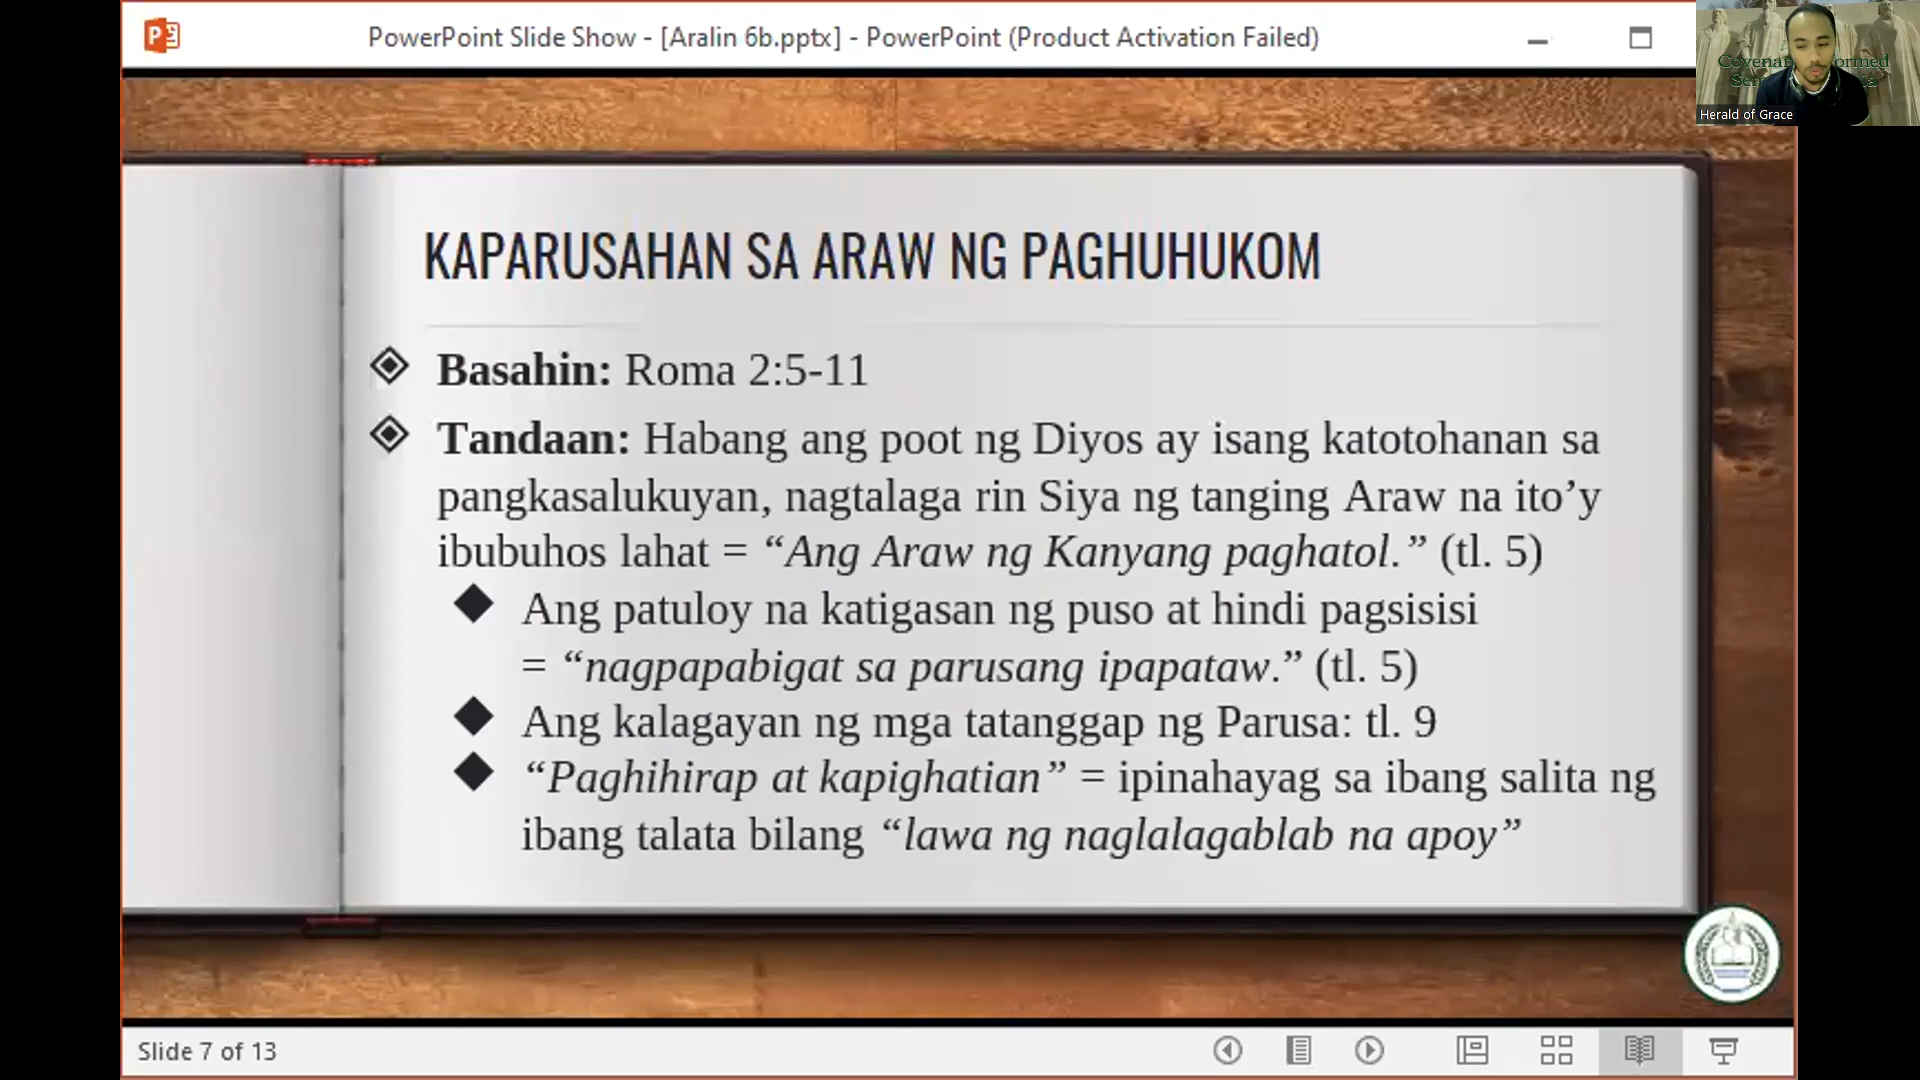 PowerPoint Slide Show - [Aralin 6b.pptx] - PowerPoint (Product Activation Failed)
Herald of Grace
KAPARUSAHAN SA ARAW NG PAGHUHUKOM
Basahin: Roma 2:5-11
Tandaan: Habang ang poot ng Diyos ay isang katotohanan sa
pangkasalukuyan, nagtalaga rin Siya ng tanging Araw na ito’y
ibubuhos lahat = “Ang Araw ng Kanyang paghatol.” (tl. 5)
Ang patuloy na katigasan ng puso at hindi pagsisisi
= “nagpapabigat sa parusang ipapataw.” (tl. 5)
Ang kalagayan ng mga tatanggap ng Parusa: tl. 9
“Paghihirap at kapighatian” = ipinahayag sa ibang salita ng
ibang talata bilang “lawa ng naglalagablab na apoy”
Slide 7 of 13